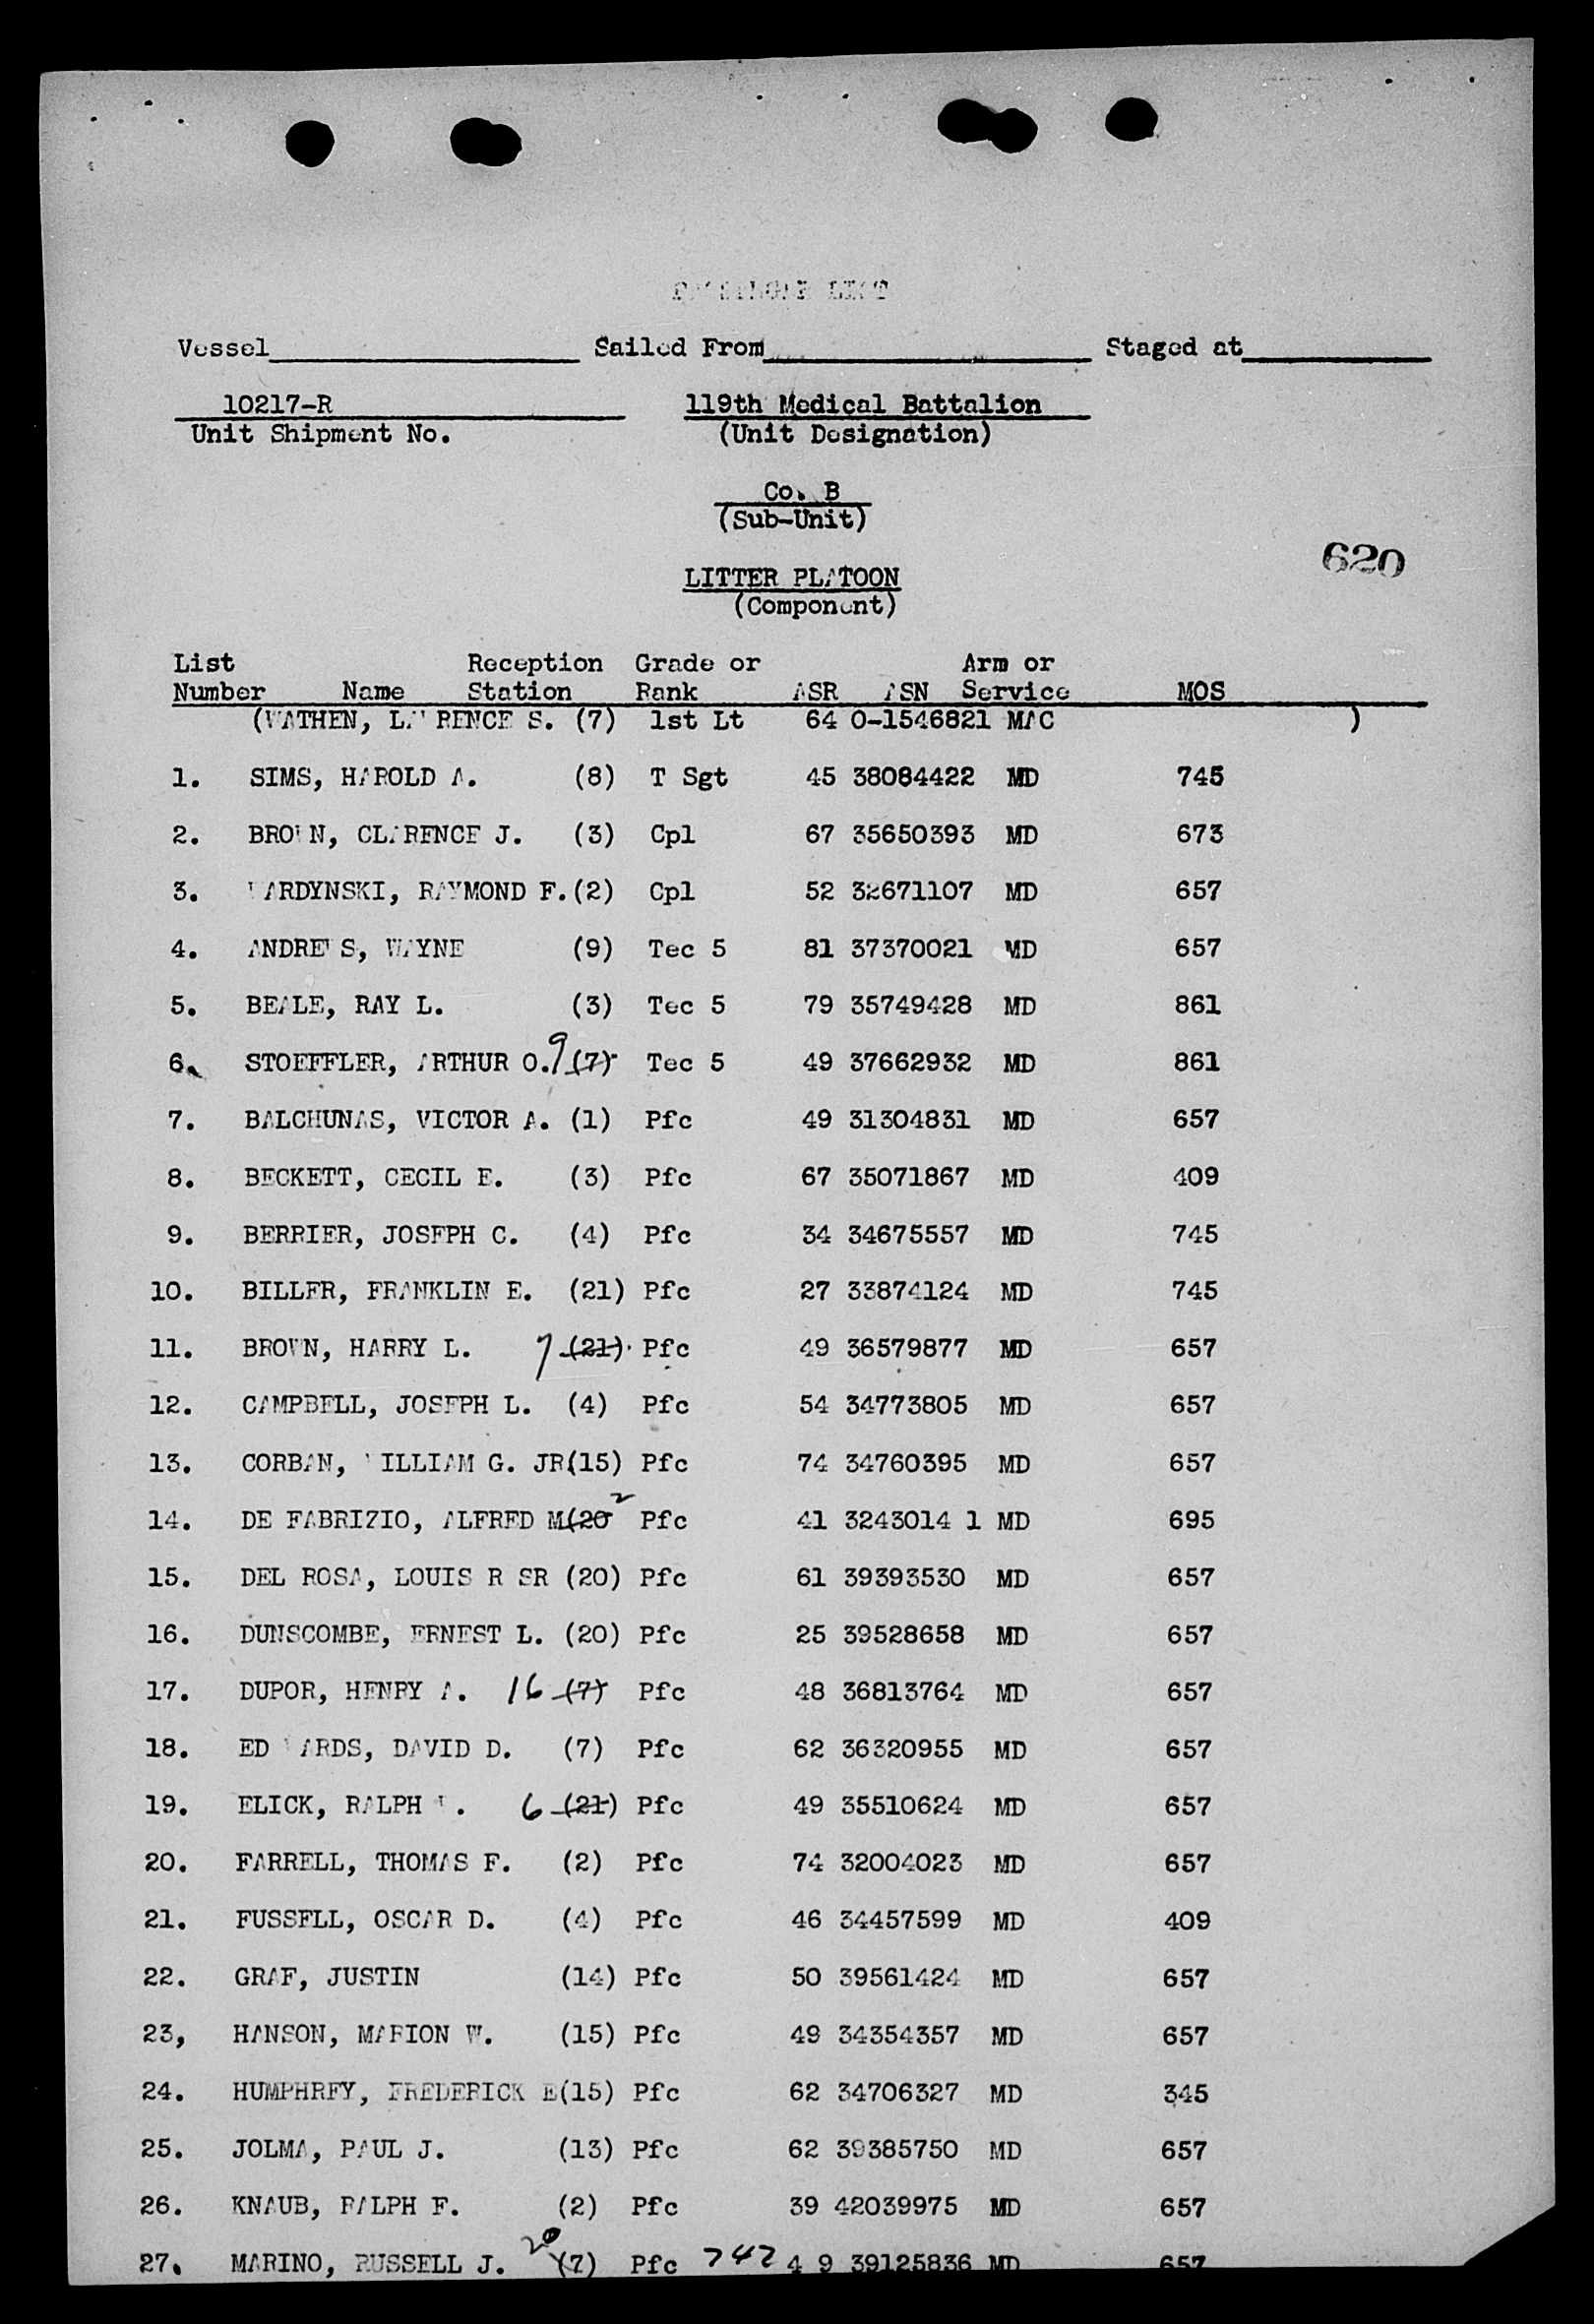 PASSENGER LIST
Vessel Sailed From Staged at
10217-R 119th Medical Battalion
Unit Shipment No. (Unit Designation)
Co. B
(Sub-Unit)
620
LITTER PLATOON
(Component)
List Reception Grade or Arm or
Number Name Station Rank ASR ASN Service MOS
(WATHEN, LAWRENCE S. (7) 1st Lt 64 O-1546821 MAC )
1. SIMS, HAROLD A. (8) T Sgt 45 38084422 MD 745
2. BROWN, CLARENCE J. (3) Cpl 67 35650393 MD 673
3. WARDYNSKI, RAYMOND F. (2) Cpl 52 32671107 MD 657
4. ANDREWS, WAYNE (9) Tec 5 81 37370021 MD 657
5. BEALE, RAY L. (3) Tec 5 79 35749428 MD 861
6. STOEFFLER, ARTHUR O. 9 (7) Tec 5 49 37662932 MD 861
7. BALCHUNAS, VICTOR A. (1) Pfc 49 31304831 MD 657
8. BECKETT, CECIL E. (3) Pfc 67 35071867 MD 409
9. BERRIER, JOSEPH C. (4) Pfc 34 34675557 MD 745
10. BILLER, FRANKLIN E. (21) Pfc 27 33874124 MD 745
11. BROWN, HARRY L. 7 (21) Pfc 49 36579877 MD 657
12. CAMPBELL, JOSEPH L. (4) Pfc 54 34773805 MD 657
13. CORBAN, WILLIAM G. JR(15) Pfc 74 34760395 MD 657
14. DE FABRIZIO, ALFRED M(20 2 Pfc 41 3243014 1 MD 695
15. DEL ROSA, LOUIS R SR (20) Pfc 61 39393530 MD 657
16. DUNSCOMBE, ERNEST L. (20) Pfc 25 39528658 MD 657
17. DUPOR, HENRY A. 16 (7) Pfc 48 36813764 MD 657
18. EDWARDS, DAVID D. (7) Pfc 62 36320955 MD 657
19. ELICK, RALPH W. 6 (21) Pfc 49 35510624 MD 657
20. FARRELL, THOMAS F. (2) Pfc 74 32004023 MD 657
21. FUSSELL, OSCAR D. (4) Pfc 46 34457599 MD 409
22. GRAF, JUSTIN (14) Pfc 50 39561424 MD 657
23, HANSON, MARION W. (15) Pfc 49 34354357 MD 657
24. HUMPHREY, FREDERICK E(15) Pfc 62 34706327 MD 345
25. JOLMA, PAUL J. (13) Pfc 62 39385750 MD 657
26. KNAUB, RALPH F. (2) Pfc 39 42039975 MD 657
27. MARINO, RUSSELL J. 20 (7) Pfc 747 4 9 39125836 MD 657